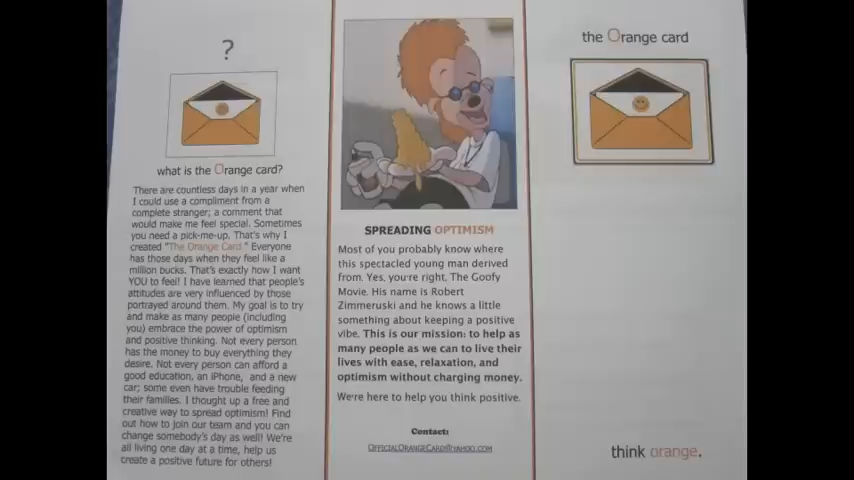 ?
what is the Orange card?
There are countless days in a year when
I could use a compliment from a
complete stranger; a comment that
would make me feel special. Sometimes
you need a pick-me-up. That's why I
created "The Orange Card." Everyone
has those days when they feel like a
million bucks. That's exactly how I want
YOU to feel! I have learned that people's
attitudes are very influenced by those
portrayed around them. My goal is to try
and make as many people (including
you) embrace the power of optimism
and positive thinking. Not every person
has the money to buy everything they
desire. Not every person can afford a
good education, an iPhone, and a new
car; some even have trouble feeding
their families. I thought up a free and
creative way to spread optimism! Find
out how to join our team and you can
change somebody's day as well! We're
all living one day at a time, help us
create a positive future for others!
SPREADING OPTIMISM
Most of you probably know where
this spectacled young man derived
from. Yes, you're right, The Goofy
Movie. His name is Robert
Zimmeruski and he knows a little
something about keeping a positive
vibe. This is our mission: to help as
many people as we can to live their
lives with ease, relaxation, and
optimism without charging money.
We're here to help you think positive.
Contact:
OFFICIALORANGECARD@YAHOO.COM
the Orange card
think orange.